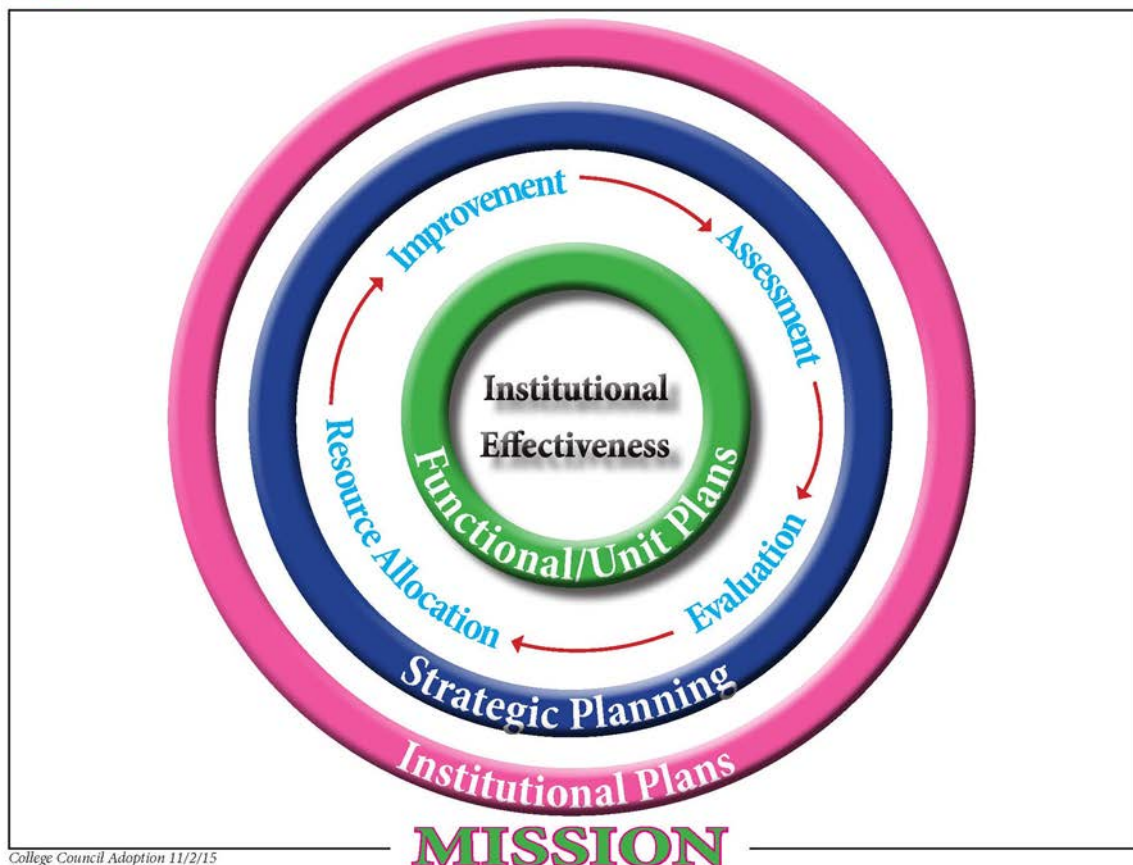 Improvement
Assessment
Institutional
Effectiveness
Functional/Unit Plans
Resource Allocation
Evaluation
Strategic Planning
Institutional Plans
MISSION
College Council Adoption 11/2/15